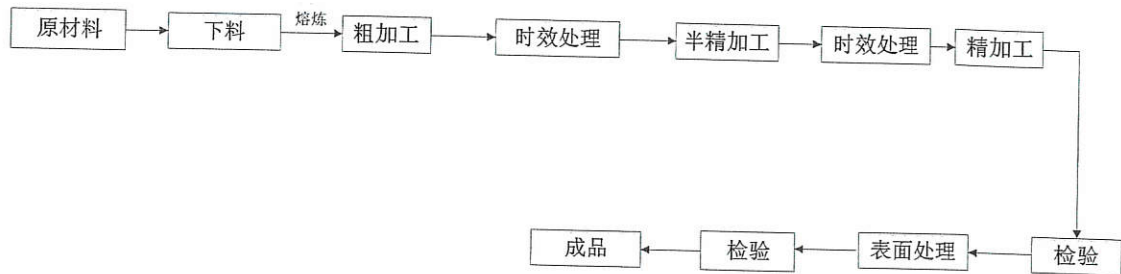 原材料 下料 熔炼 粗加工 时效处理 半精加工 时效处理 精加工
成品 检验 表面处理 检验